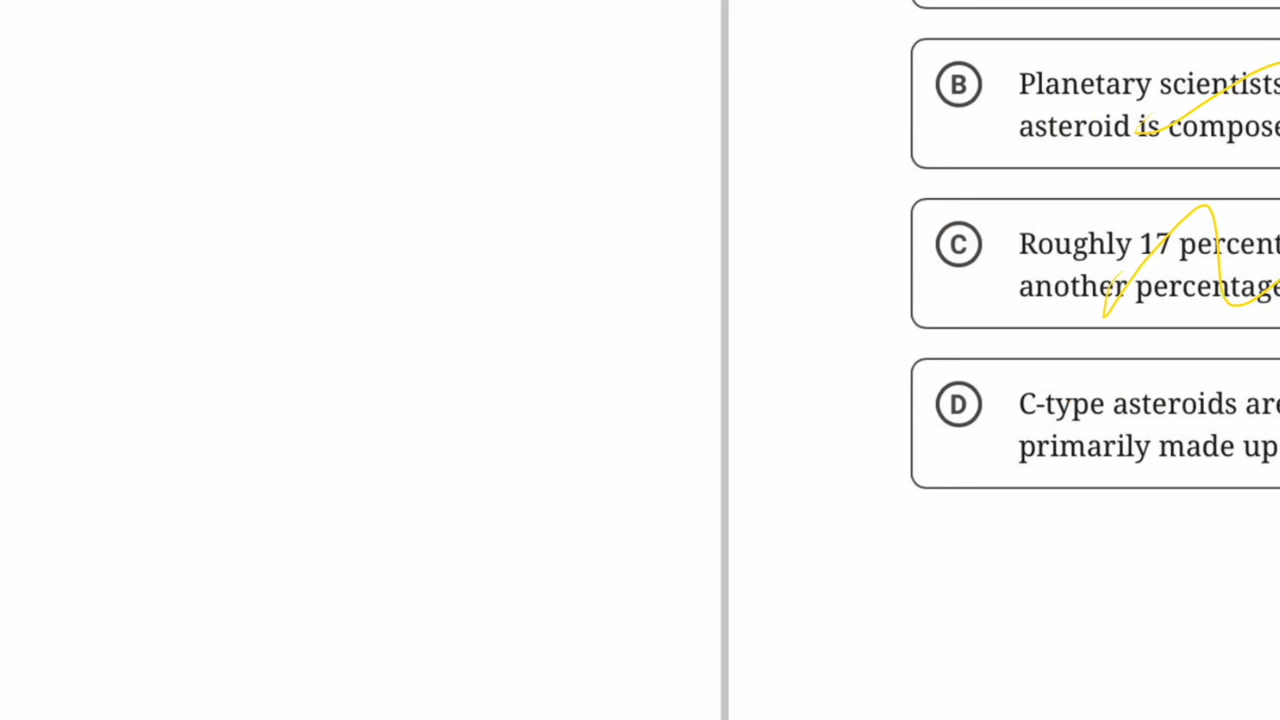 B Planetary scientists
asteroid is compose
C Roughly 17 percent
another percentage
D C-type asteroids are
primarily made up